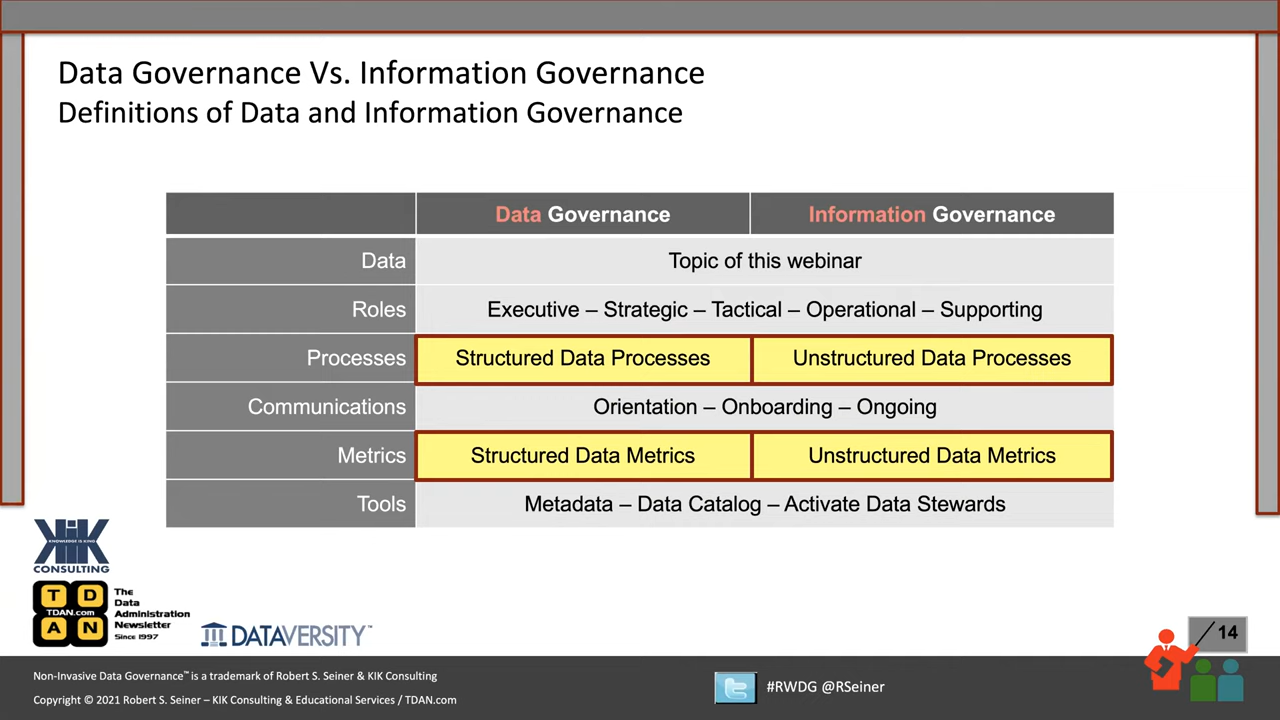 Data Governance Vs. Information Governance
Definitions of Data and Information Governance
Data Governance
Information Governance
Data
Topic of this webinar
Roles
Executive – Strategic – Tactical – Operational – Supporting
Processes
Structured Data Processes
Unstructured Data Processes
Communications
Orientation – Onboarding – Ongoing
Metrics
Structured Data Metrics
Unstructured Data Metrics
Tools
Metadata – Data Catalog – Activate Data Stewards
KIK
KNOWLEDGE IS KING
CONSULTING
T D
TDAN.com
A N
The
Data
Administration
Newsletter
Since 1997
DATAVERSITY™
14
Non-Invasive Data Governance™ is a trademark of Robert S. Seiner & KIK Consulting
Copyright © 2021 Robert S. Seiner – KIK Consulting & Educational Services / TDAN.com
#RWDG @RSeiner